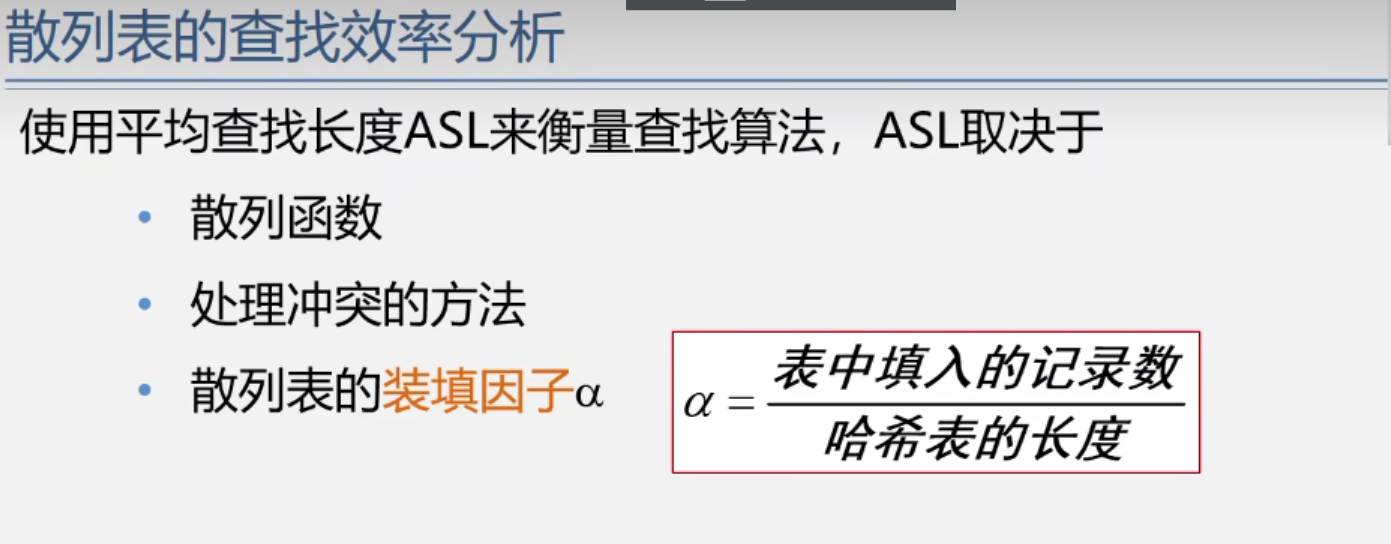 散列表的查找效率分析
使用平均查找长度ASL来衡量查找算法，ASL取决于
• 散列函数
• 处理冲突的方法
• 散列表的装填因子α
α = 表中填入的记录数
哈希表的长度